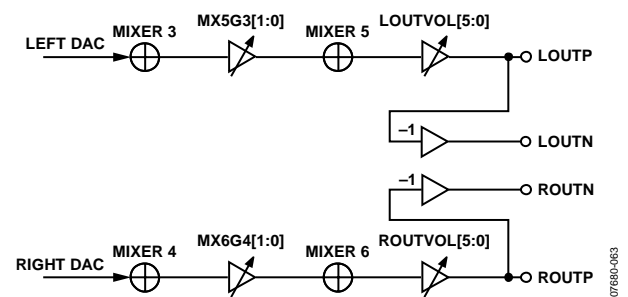 MIXER 3 MX5G3[1:0] MIXER 5 LOUTVOL[5:0]
LEFT DAC LOUTP
–1 LOUTN
–1 ROUTN
MIXER 4 MX6G4[1:0] MIXER 6 ROUTVOL[5:0]
RIGHT DAC ROUTP
07680-063